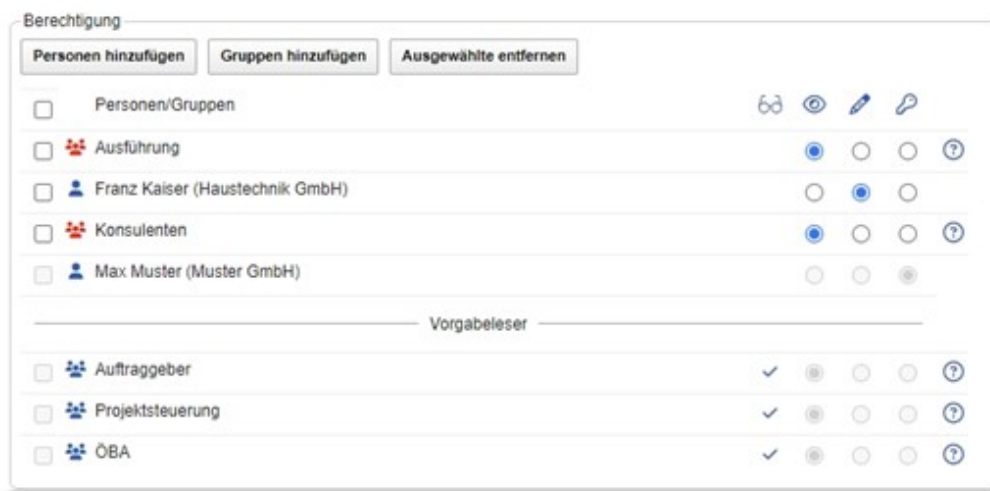 Berechtigung
Personen hinzufügen Gruppen hinzufügen Ausgewählte entfernen
Personen/Gruppen
Ausführung ?
Franz Kaiser (Haustechnik GmbH)
Konsulenten ?
Max Muster (Muster GmbH)
Vorgabeleser
Auftraggeber ?
Projektsteuerung ?
ÖBA ?